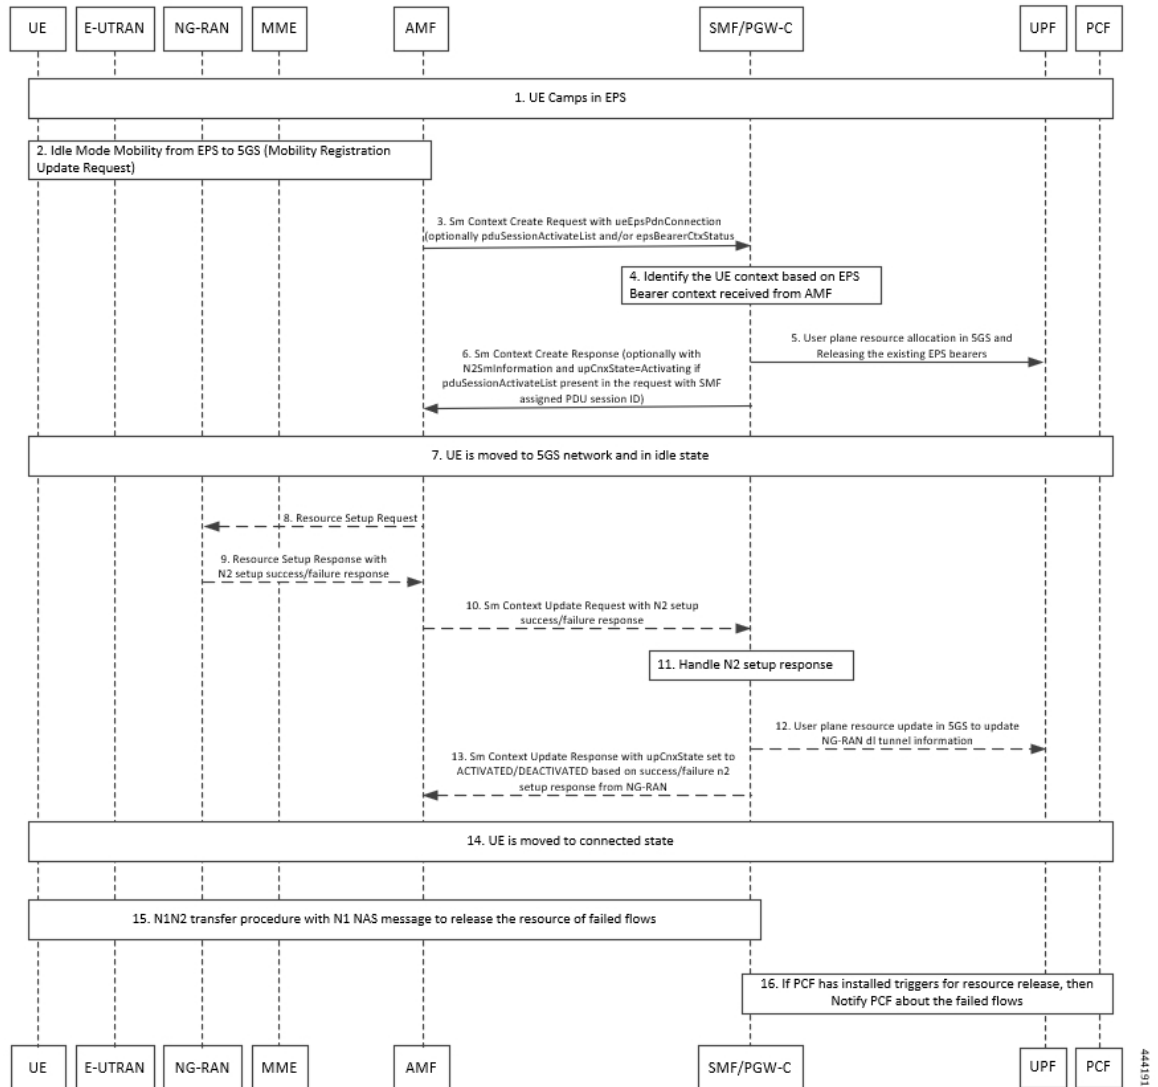 UE E-UTRAN NG-RAN MME AMF SMF/PGW-C UPF PCF
1. UE Camps in EPS
2. Idle Mode Mobility from EPS to 5GS (Mobility Registration
Update Request)
3. Sm Context Create Request with ueEpsPdnConnection
(optionally pduSessionActivateList and/or epsBearerCtxStatus
4. Identify the UE context based on EPS
Bearer context received from AMF
5. User plane resource allocation in 5GS and
Releasing the existing EPS bearers
6. Sm Context Create Response (optionally with
N2SmInformation and upCnxState=Activating if
pduSessionActivateList present in the request with SMF
assigned PDU session ID)
7. UE is moved to 5GS network and in idle state
8. Resource Setup Request
9. Resource Setup Response with
N2 setup success/failure response
10. Sm Context Update Request with N2 setup
success/failure response
11. Handle N2 setup response
12. User plane resource update in 5GS to update
NG-RAN dl tunnel information
13. Sm Context Update Response with upCnxState set to
ACTIVATED/DEACTIVATED based on success/failure n2
setup response from NG-RAN
14. UE is moved to connected state
15. N1N2 transfer procedure with N1 NAS message to release the resource of failed flows
16. If PCF has installed triggers for resource release, then
Notify PCF about the failed flows
UE E-UTRAN NG-RAN MME AMF SMF/PGW-C UPF PCF
444191